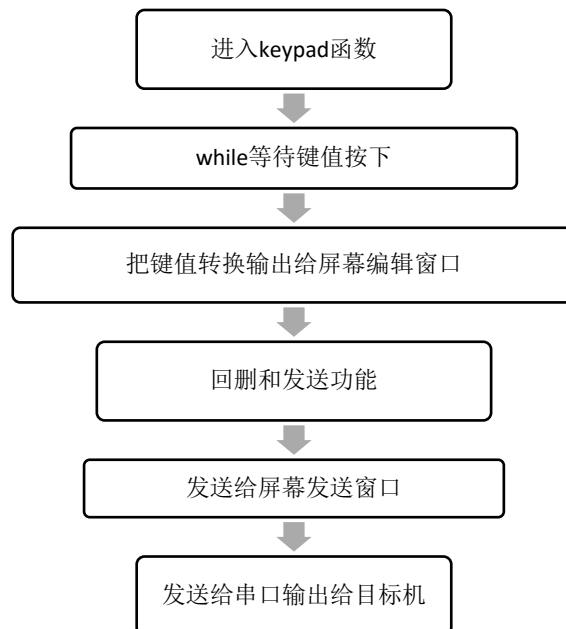 进入keypad函数
while等待键值按下
把键值转换输出给屏幕编辑窗口
回删和发送功能
发送给屏幕发送窗口
发送给串口输出给目标机